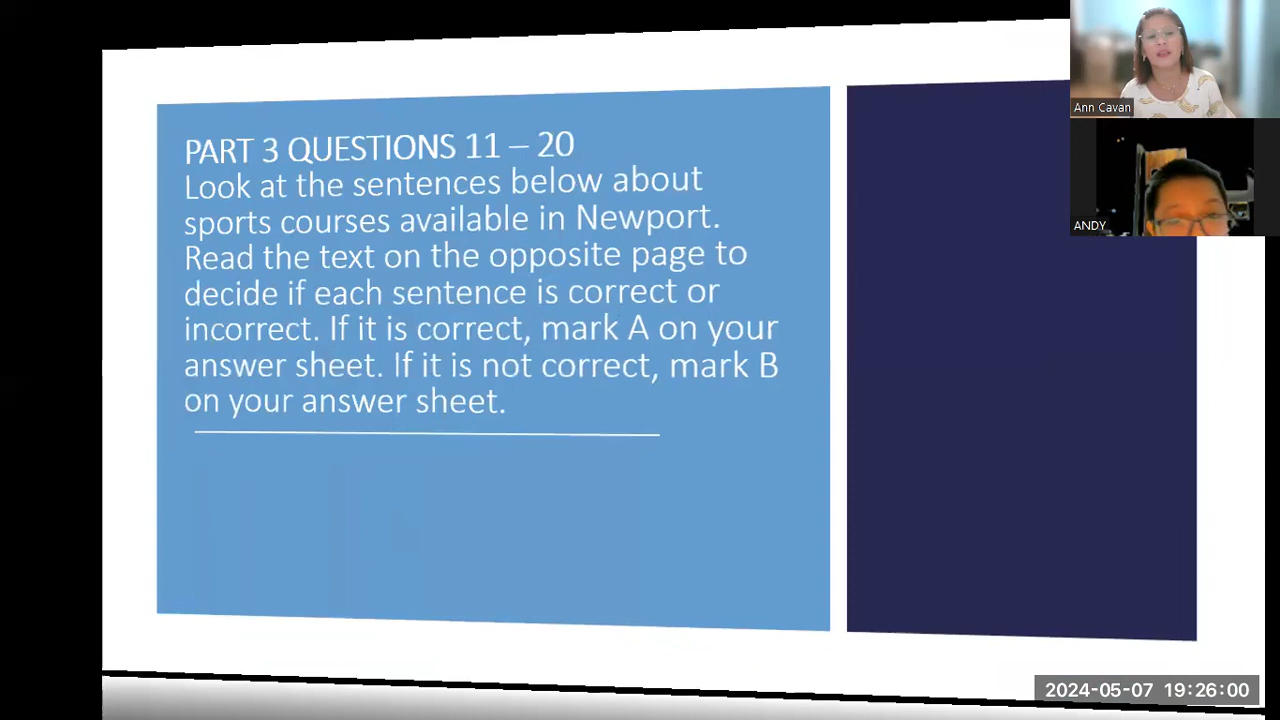 PART 3 QUESTIONS 11 – 20
Look at the sentences below about
sports courses available in Newport.
Read the text on the opposite page to
decide if each sentence is correct or
incorrect. If it is correct, mark A on your
answer sheet. If it is not correct, mark B
on your answer sheet.
Ann Cavan
ANDY
2024-05-07 19:26:00